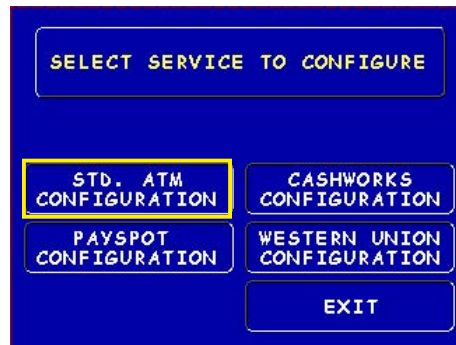 SELECT SERVICE TO CONFIGURE
STD. ATM
CONFIGURATION
CASHWORKS
CONFIGURATION
PAYSPOT
CONFIGURATION
WESTERN UNION
CONFIGURATION
EXIT